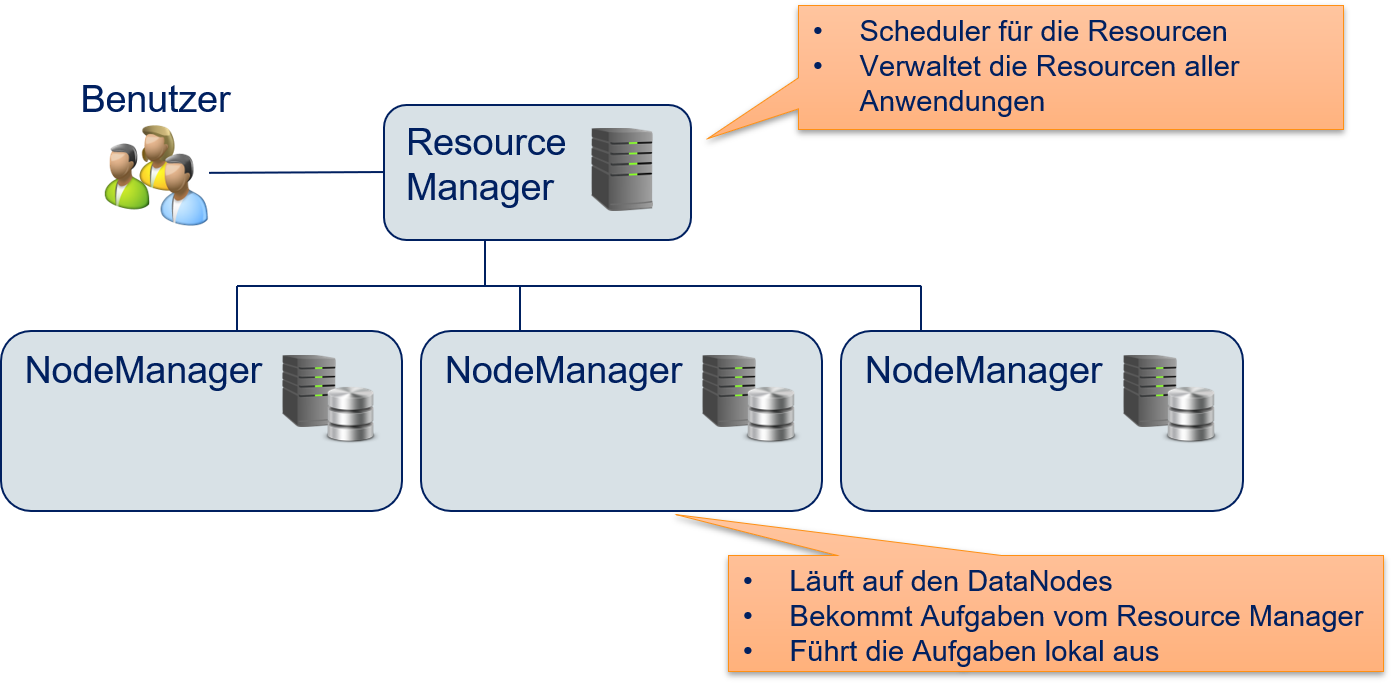 • Scheduler für die Resourcen
• Verwaltet die Resourcen aller
Anwendungen
Benutzer
Resource
Manager
NodeManager
NodeManager
NodeManager
• Läuft auf den DataNodes
• Bekommt Aufgaben vom Resource Manager
• Führt die Aufgaben lokal aus